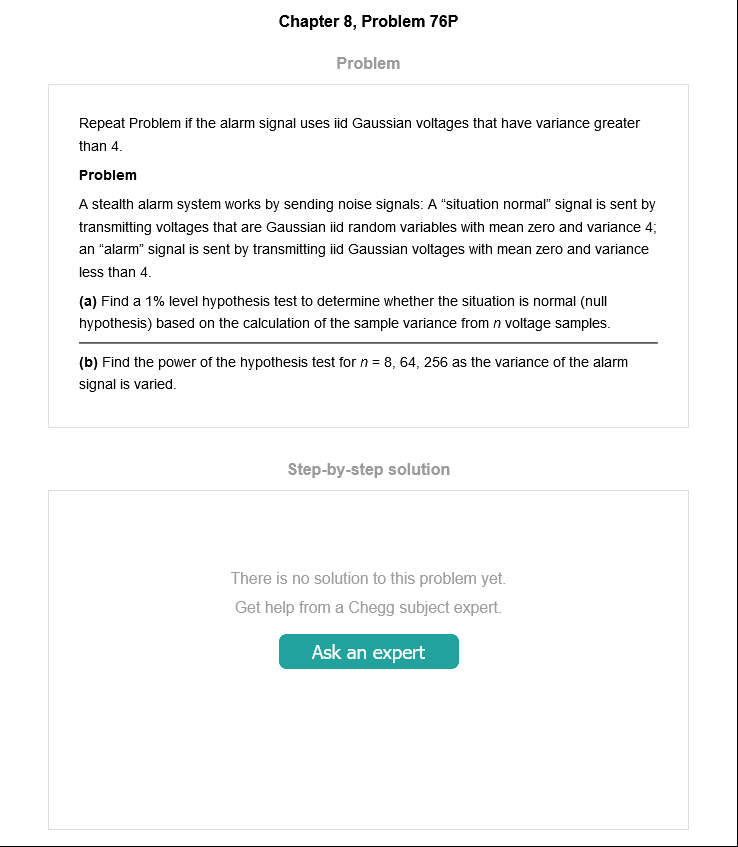 Chapter 8, Problem 76P
Problem
Repeat Problem if the alarm signal uses iid Gaussian voltages that have variance greater
than 4.
Problem
A stealth alarm system works by sending noise signals: A “situation normal” signal is sent by
transmitting voltages that are Gaussian iid random variables with mean zero and variance 4;
an “alarm” signal is sent by transmitting iid Gaussian voltages with mean zero and variance
less than 4.
(a) Find a 1% level hypothesis test to determine whether the situation is normal (null
hypothesis) based on the calculation of the sample variance from n voltage samples.
(b) Find the power of the hypothesis test for n = 8, 64, 256 as the variance of the alarm
signal is varied.
Step-by-step solution
There is no solution to this problem yet.
Get help from a Chegg subject expert.
Ask an expert